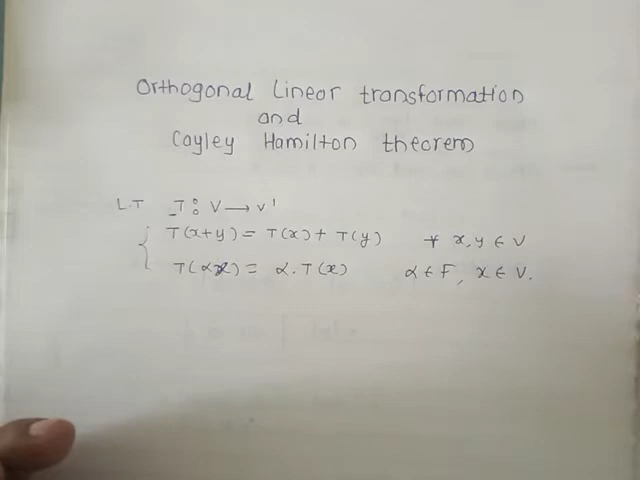 Orthogonal Linear transformation
and
Cayley Hamilton theorem
L.T T: V → V'
T(x+y) = T(x) + T(y) ∀ x, y ∈ V
T(αx) = α. T(x) α ∈ F, x ∈ V.